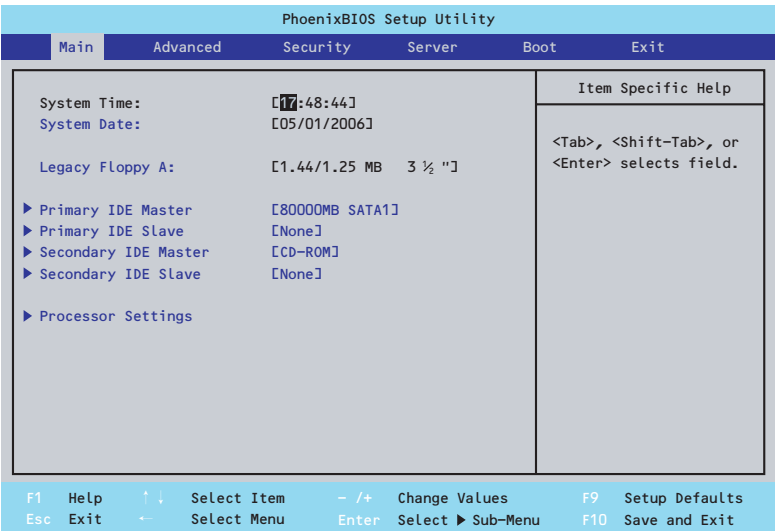 PhoenixBIOS Setup Utility
Main Advanced Security Server Boot Exit
Item Specific Help
System Time: [17:48:44]
System Date: [05/01/2006]
<Tab>, <Shift-Tab>, or
<Enter> selects field.
Legacy Floppy A: [1.44/1.25 MB 3 ½ "]
▶ Primary IDE Master [80000MB SATA1]
▶ Primary IDE Slave [None]
▶ Secondary IDE Master [CD-ROM]
▶ Secondary IDE Slave [None]
▶ Processor Settings
F1 Help ↑↓ Select Item - /+ Change Values F9 Setup Defaults
Esc Exit ← Select Menu Enter Select ▶ Sub-Menu F10 Save and Exit